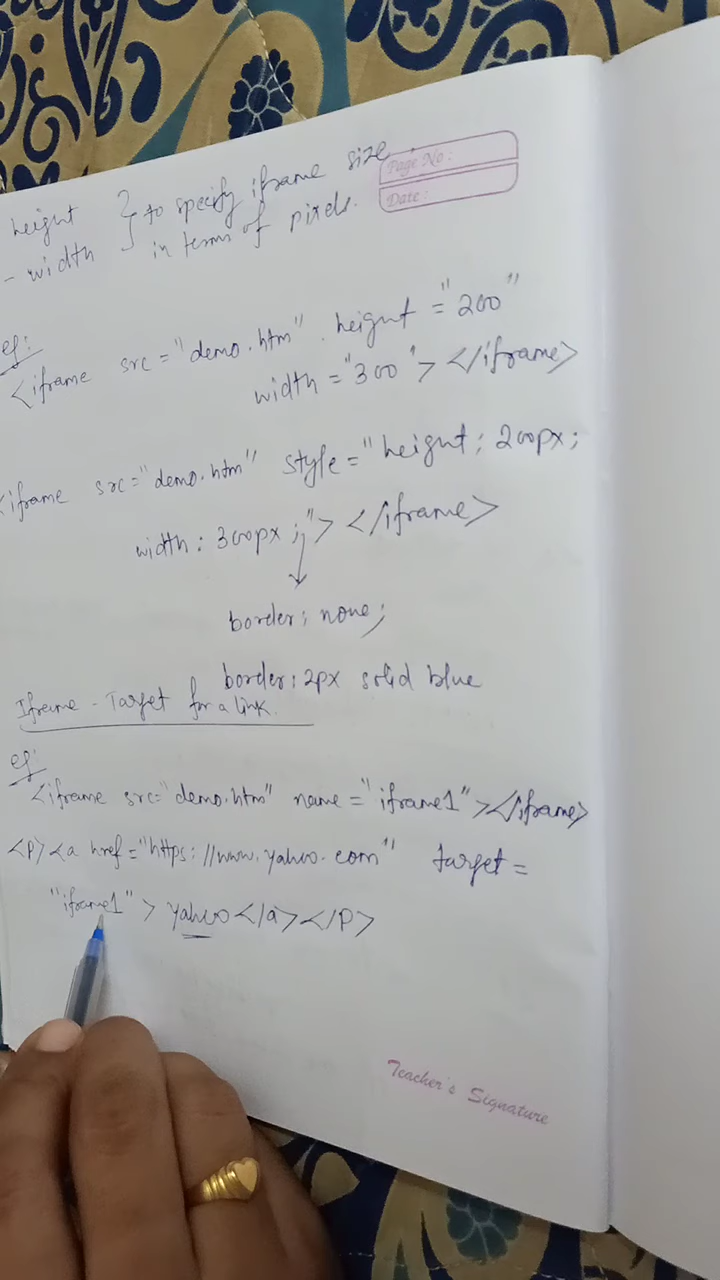 Page No :
Date :
height } to specify iframe size .
- width in terms of pixels.
eg:
<iframe src = "demo.htm" height = "200"
width = "300" > </iframe>
<iframe src="demo.htm" style="height: 200px;
width : 300px ;"> </iframe>
border: none;
border: 2px solid blue
Iframe - Target for a link.
eg:
<iframe src="demo.htm" name = "iframe1"></iframe>
<p><a href="https://www.yahoo.com" target =
"iframe1" > yahoo</a></p>
Teacher's Signature